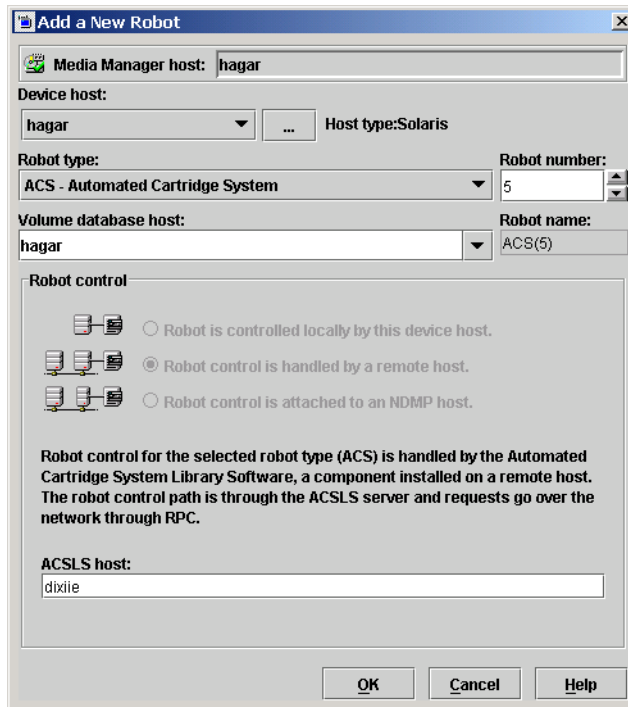 Add a New Robot
Media Manager host: hagar
Device host:
hagar ... Host type:Solaris
Robot type: Robot number:
ACS - Automated Cartridge System 5
Volume database host: Robot name:
hagar ACS(5)
Robot control
Robot is controlled locally by this device host.
Robot control is handled by a remote host.
Robot control is attached to an NDMP host.
Robot control for the selected robot type (ACS) is handled by the Automated
Cartridge System Library Software, a component installed on a remote host.
The robot control path is through the ACSLS server and requests go over the
network through RPC.
ACSLS host:
dixiie
OK Cancel Help